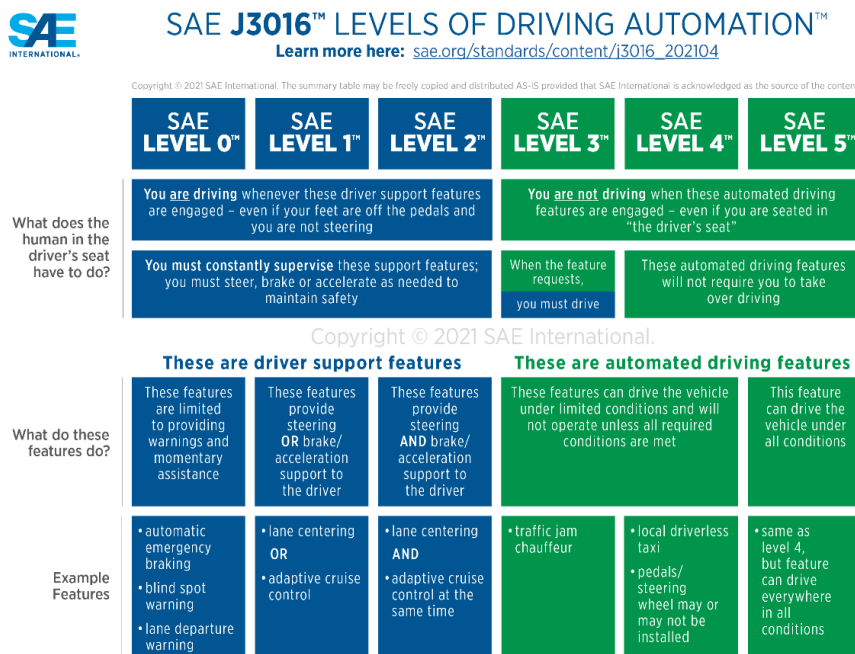 SAE
INTERNATIONAL®
SAE J3016™ LEVELS OF DRIVING AUTOMATION™
Learn more here: sae.org/standards/content/j3016_202104
Copyright © 2021 SAE International. The summary table may be freely copied and distributed AS-IS provided that SAE International is acknowledged as the source of the conten
SAE
LEVEL 0™
SAE
LEVEL 1™
SAE
LEVEL 2™
SAE
LEVEL 3™
SAE
LEVEL 4™
SAE
LEVEL 5™
What does the
human in the
driver's seat
have to do?
You are driving whenever these driver support features
are engaged – even if your feet are off the pedals and
you are not steering
You are not driving when these automated driving
features are engaged – even if you are seated in
“the driver's seat”
You must constantly supervise these support features;
you must steer, brake or accelerate as needed to
maintain safety
When the feature
requests,
you must drive
These automated driving features
will not require you to take
over driving
Copyright © 2021 SAE International.
These are driver support features
These are automated driving features
What do these
features do?
These features
are limited
to providing
warnings and
momentary
assistance
These features
provide
steering
OR brake/
acceleration
support to
the driver
These features
provide
steering
AND brake/
acceleration
support to
the driver
These features can drive the vehicle
under limited conditions and will
not operate unless all required
conditions are met
This feature
can drive the
vehicle under
all conditions
Example
Features
• automatic
emergency
braking
• blind spot
warning
• lane departure
warning
• lane centering
OR
• adaptive cruise
control
• lane centering
AND
• adaptive cruise
control at the
same time
• traffic jam
chauffeur
• local driverless
taxi
• pedals/
steering
wheel may or
may not be
installed
• same as
level 4,
but feature
can drive
everywhere
in all
conditions